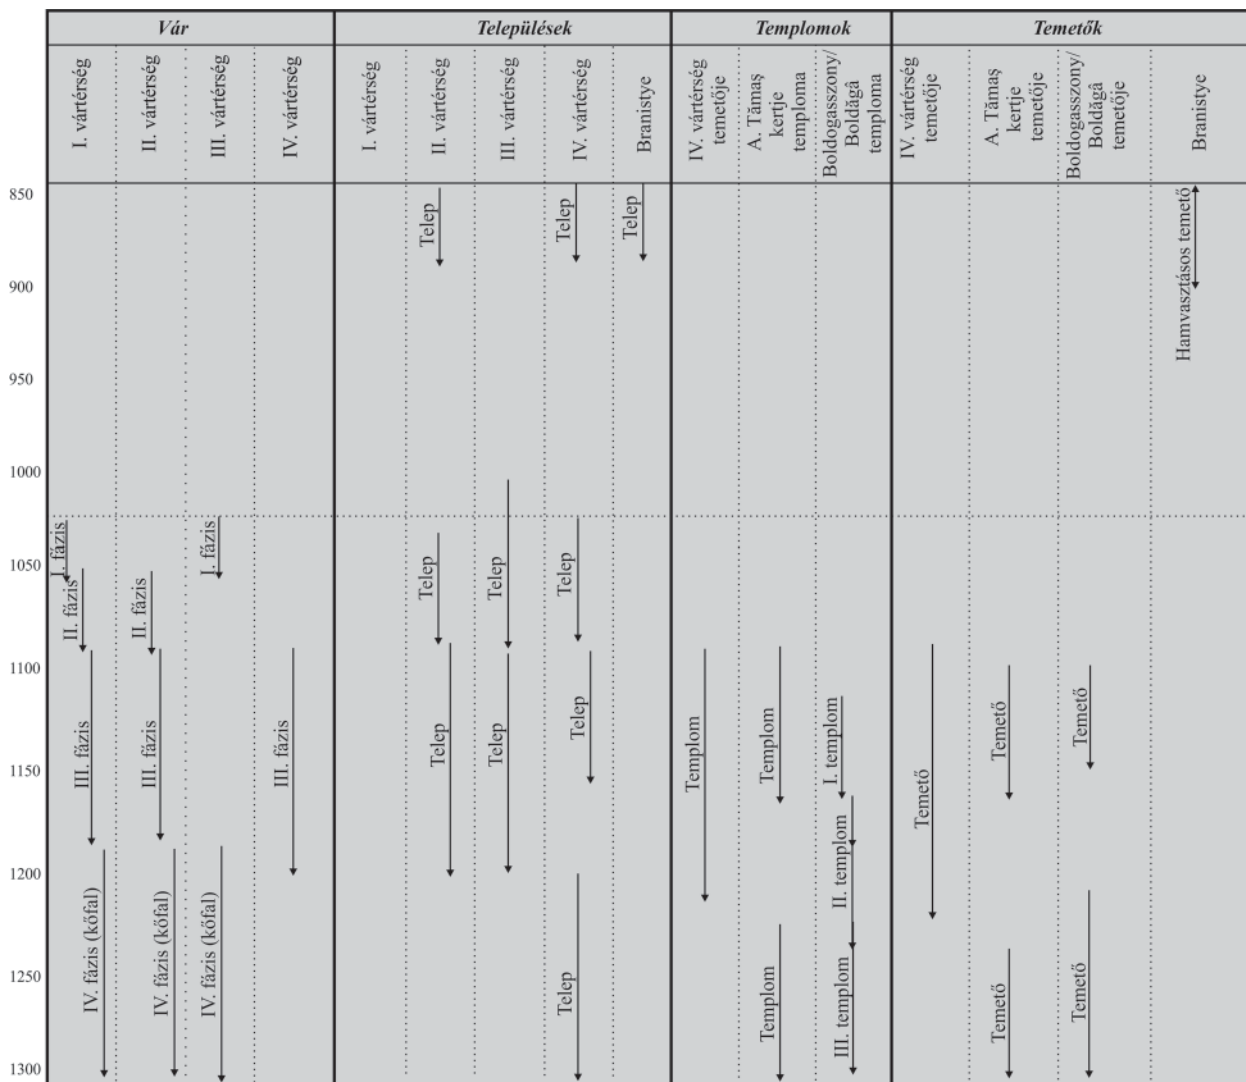 Vár
Települések
Templomok
Temetők
I. vártérség
II. vártérség
III. vártérség
IV. vártérség
I. vártérség
II. vártérség
III. vártérség
IV. vártérség
Branistye
IV. vártérség
temetője
A. Tămaş
kertje
temploma
Boldogasszony/
Boldăgă
temploma
IV. vártérség
temetője
A. Tămaş
kertje
temetője
Boldogasszony/
Boldăgă
temetője
Branistye
850
900
950
1000
1050
1100
1150
1200
1250
1300
I. fázis
II. fázis
III. fázis
IV. fázis (kőfal)
II. fázis
III. fázis
IV. fázis (kőfal)
I. fázis
IV. fázis (kőfal)
III. fázis
Telep
Telep
Telep
Telep
Telep
Telep
Telep
Telep
Telep
Telep
Templom
Templom
Templom
I. templom
II. templom
III. templom
Temető
Temető
Temető
Temető
Temető
Hamvasztásos temető